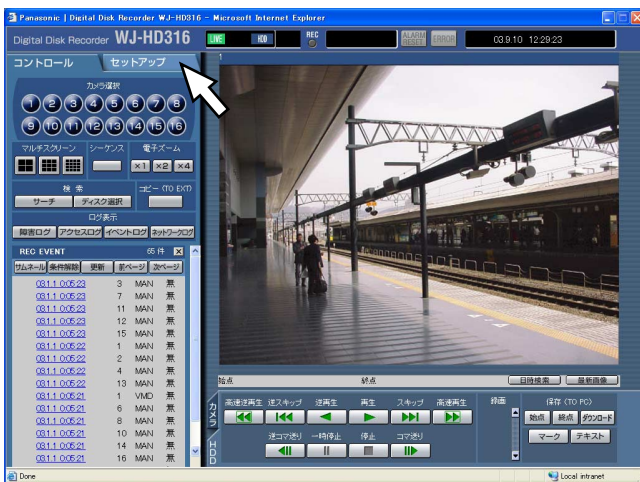 Panasonic | Digital Disk Recorder WJ-HD316 - Microsoft Internet Explorer
Digital Disk Recorder WJ-HD316
LIVE HDD REC ALARM RESET ERROR 03.9.10 12:29:23
コントロール セットアップ
1
カメラ選択
1 2 3 4 5 6 7 8
9 10 11 12 13 14 15 16
マルチスクリーン シーケンス 電子ズーム
×1 ×2 ×4
検 索 コピー (TO EXT)
サーチ ディスク選択
ログ表示
障害ログ アクセスログ イベントログ ネットワークログ
REC EVENT 65 件
サムネール 条件解除 更新 前ページ 次ページ
03.1.1 0:05:23 3 MAN 無
03.1.1 0:05:23 7 MAN 無
03.1.1 0:05:23 11 MAN 無
03.1.1 0:05:23 12 MAN 無
03.1.1 0:05:23 15 MAN 無
03.1.1 0:05:22 1 MAN 無
03.1.1 0:05:22 2 MAN 無
03.1.1 0:05:22 4 MAN 無
03.1.1 0:05:22 13 MAN 無
03.1.1 0:05:21 1 VMD 無
03.1.1 0:05:21 6 MAN 無
03.1.1 0:05:21 8 MAN 無
03.1.1 0:05:21 10 MAN 無
03.1.1 0:05:21 14 MAN 無
03.1.1 0:05:21 16 MAN 無
始点 終点 日時検索 最新画像
カメラ
HDD
高速逆再生 逆スキップ 逆再生 再生 スキップ 高速再生 録画 保存 (TO PC)
始点 終点 ダウンロード
逆コマ送り 一時停止 停止 コマ送り
マーク テキスト
Done Local intranet